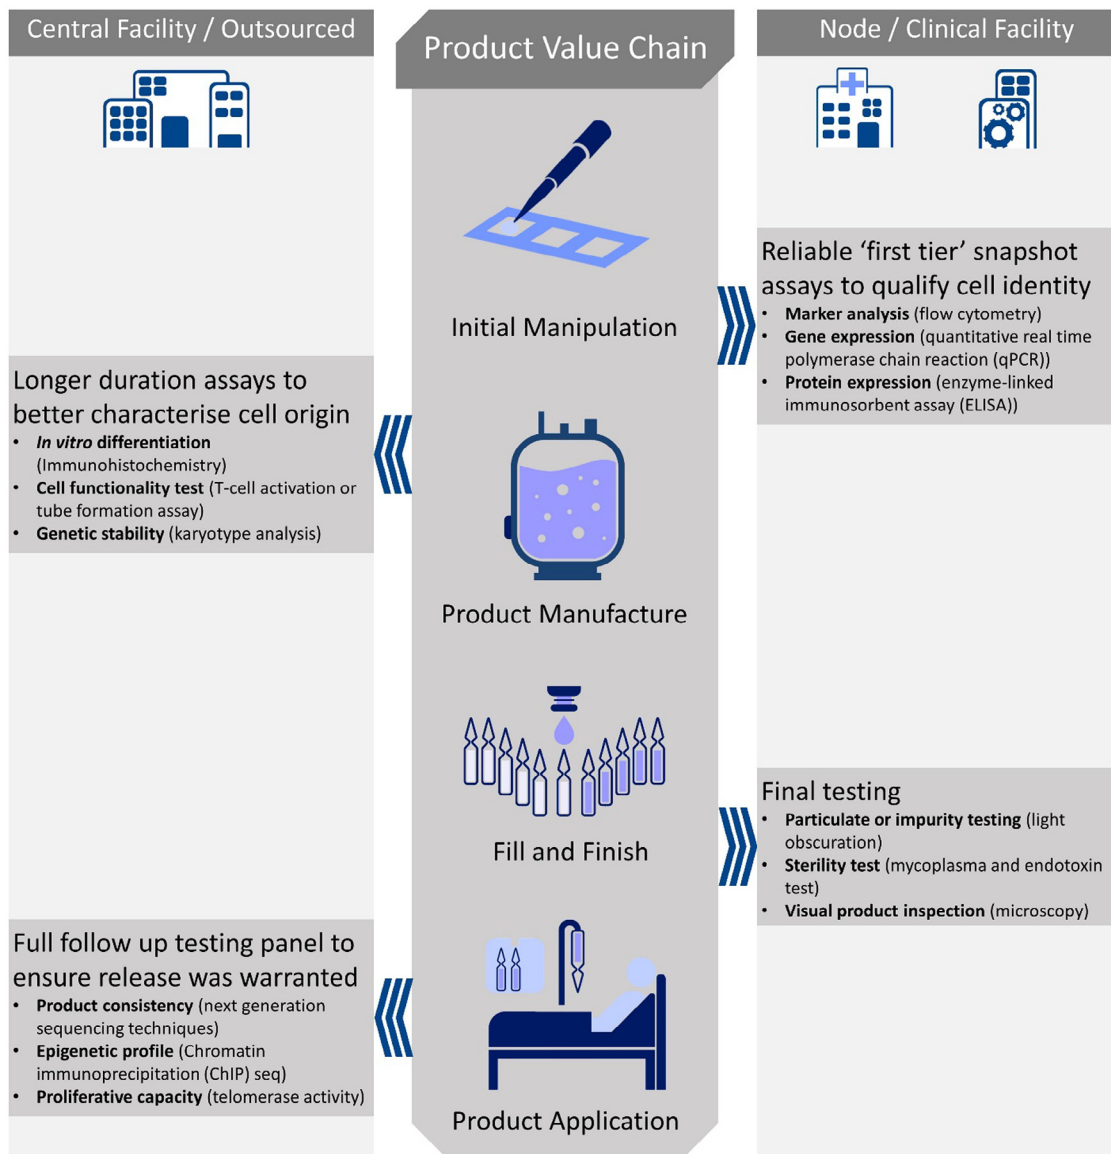 Central Facility / Outsourced
Product Value Chain
Node / Clinical Facility
Initial Manipulation
Reliable ‘first tier’ snapshot
assays to qualify cell identity
• Marker analysis (flow cytometry)
• Gene expression (quantitative real time
polymerase chain reaction (qPCR))
• Protein expression (enzyme-linked
immunosorbent assay (ELISA))
Longer duration assays to
better characterise cell origin
• In vitro differentiation
(Immunohistochemistry)
• Cell functionality test (T-cell activation or
tube formation assay)
• Genetic stability (karyotype analysis)
Product Manufacture
Fill and Finish
Final testing
• Particulate or impurity testing (light
obscuration)
• Sterility test (mycoplasma and endotoxin
test)
• Visual product inspection (microscopy)
Full follow up testing panel to
ensure release was warranted
• Product consistency (next generation
sequencing techniques)
• Epigenetic profile (Chromatin
immunoprecipitation (ChIP) seq)
• Proliferative capacity (telomerase activity)
Product Application